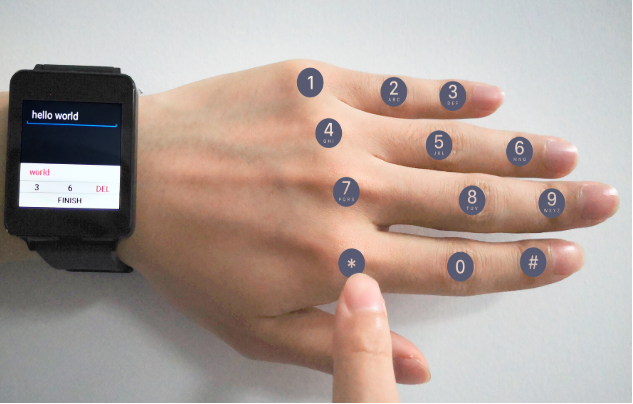 hello world
world
3 6 DEL
FINISH
1 2 3
ABC DEF
4 5 6
GHI JKL MNO
7 8 9
PQRS TUV WXYZ
* 0 #